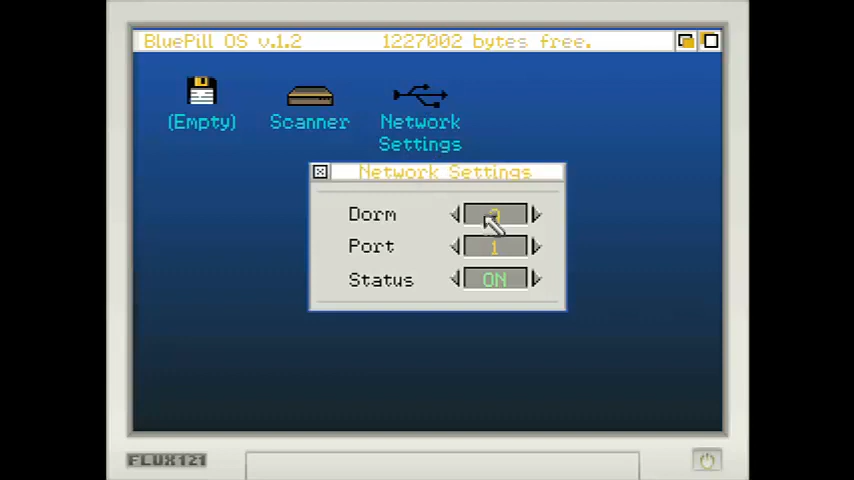 BluePill OS v.1.2 1227002 bytes free.
(Empty) Scanner Network Settings
Network Settings
Dorm
Port 1
Status ON
FLUX121